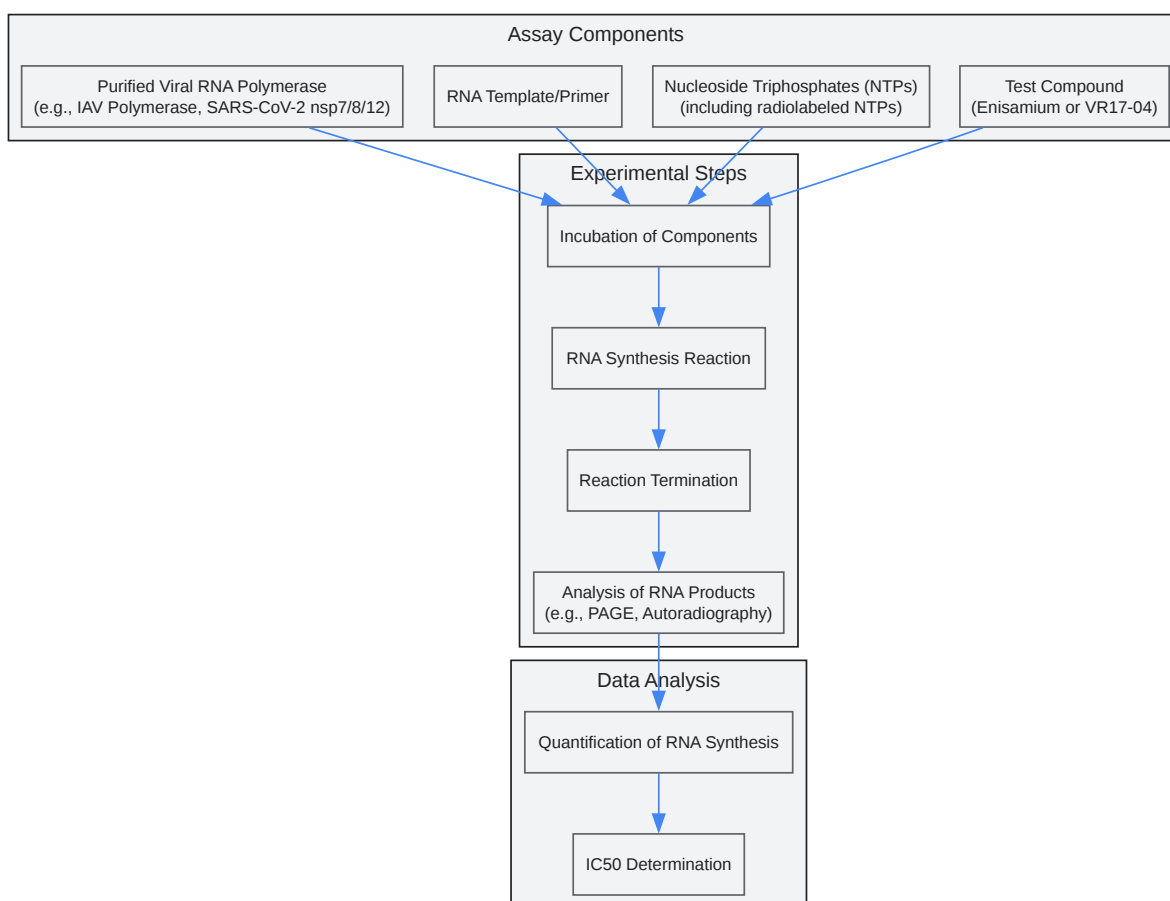 Assay Components
Purified Viral RNA Polymerase
(e.g., IAV Polymerase, SARS-CoV-2 nsp7/8/12)
RNA Template/Primer
Nucleoside Triphosphates (NTPs)
(including radiolabeled NTPs)
Test Compound
(Enisamium or VR17-04)
Experimental Steps
Incubation of Components
RNA Synthesis Reaction
Reaction Termination
Analysis of RNA Products
(e.g., PAGE, Autoradiography)
Data Analysis
Quantification of RNA Synthesis
IC50 Determination